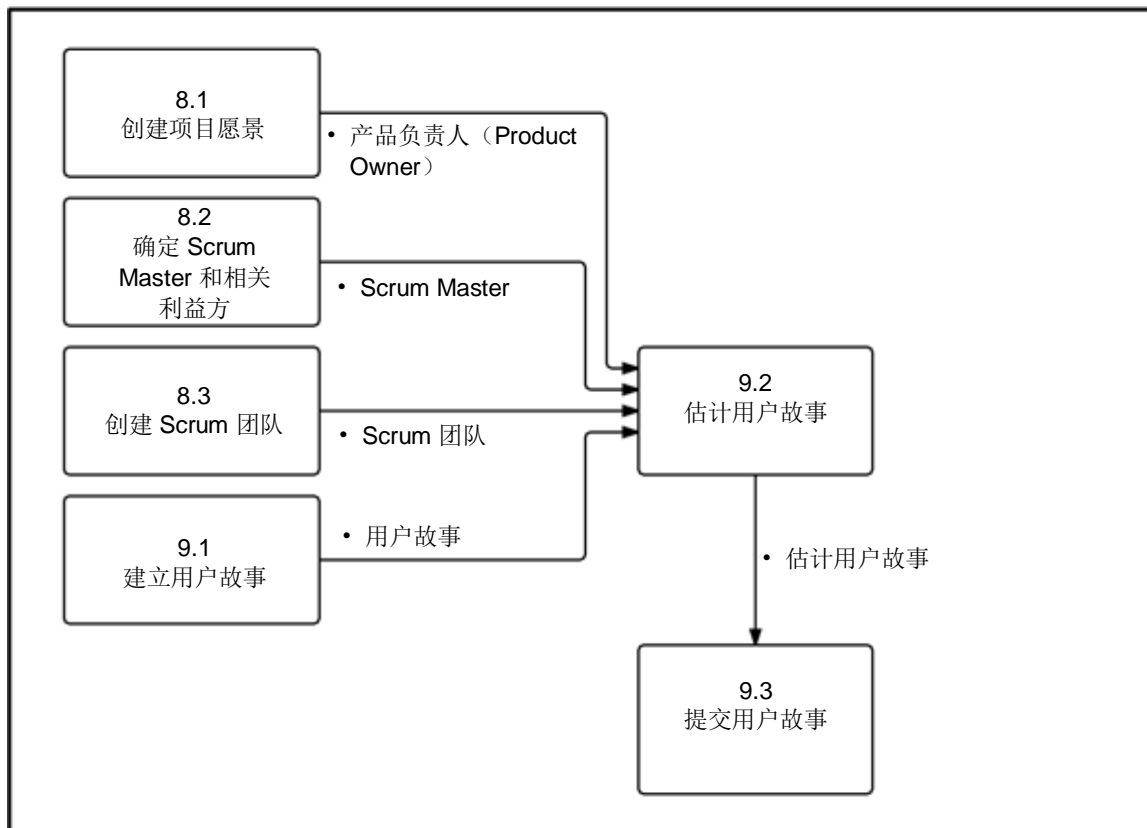 8.1
创建项目愿景
• 产品负责人（Product
Owner）
8.2
确定 Scrum
Master 和相关
利益方
• Scrum Master
8.3
创建 Scrum 团队
• Scrum 团队
9.1
建立用户故事
• 用户故事
9.2
估计用户故事
• 估计用户故事
9.3
提交用户故事